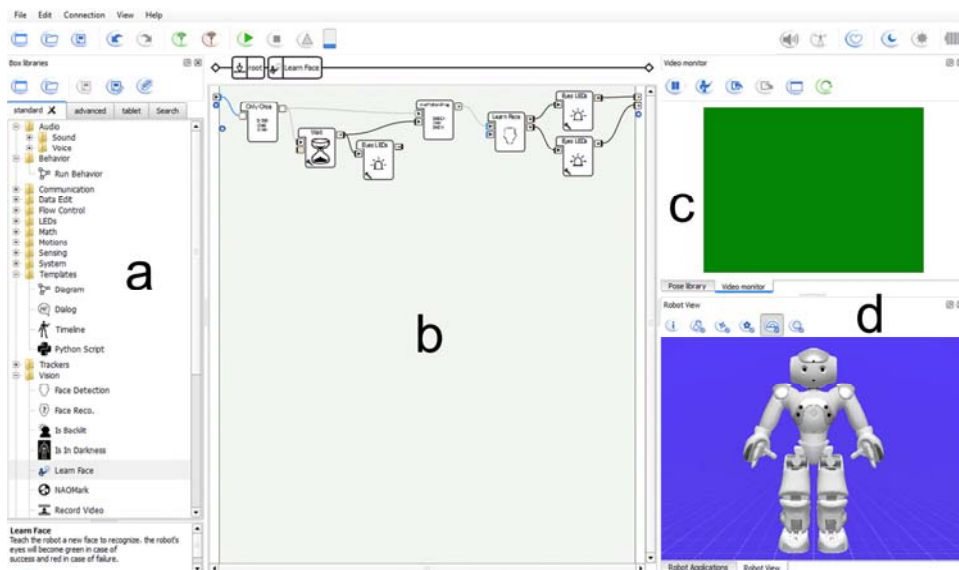 File Edit Connection View Help
Box libraries
standard advanced tablet Search
Audio
Sound
Voice
Behavior
Run Behavior
Communication
Data Edit
Flow Control
LEDs
Math
Motions
Sensing
System
Templates
Diagram
Dialog
Timeline
Python Script
Trackers
Vision
Face Detection
Face Reco.
Is Backlit
Is In Darkness
Learn Face
NAOMark
Record Video
Learn Face
Teach the robot a new face to recognize. the robot's
eyes will become green in case of
success and red in case of failure.
a
root Learn Face
Wait
Eyes LEDs
Learn Face
Eyes LEDs
Eyes LEDs
b
Video monitor
c
Pose library Video monitor
Robot View
d
Robot Applications Robot View